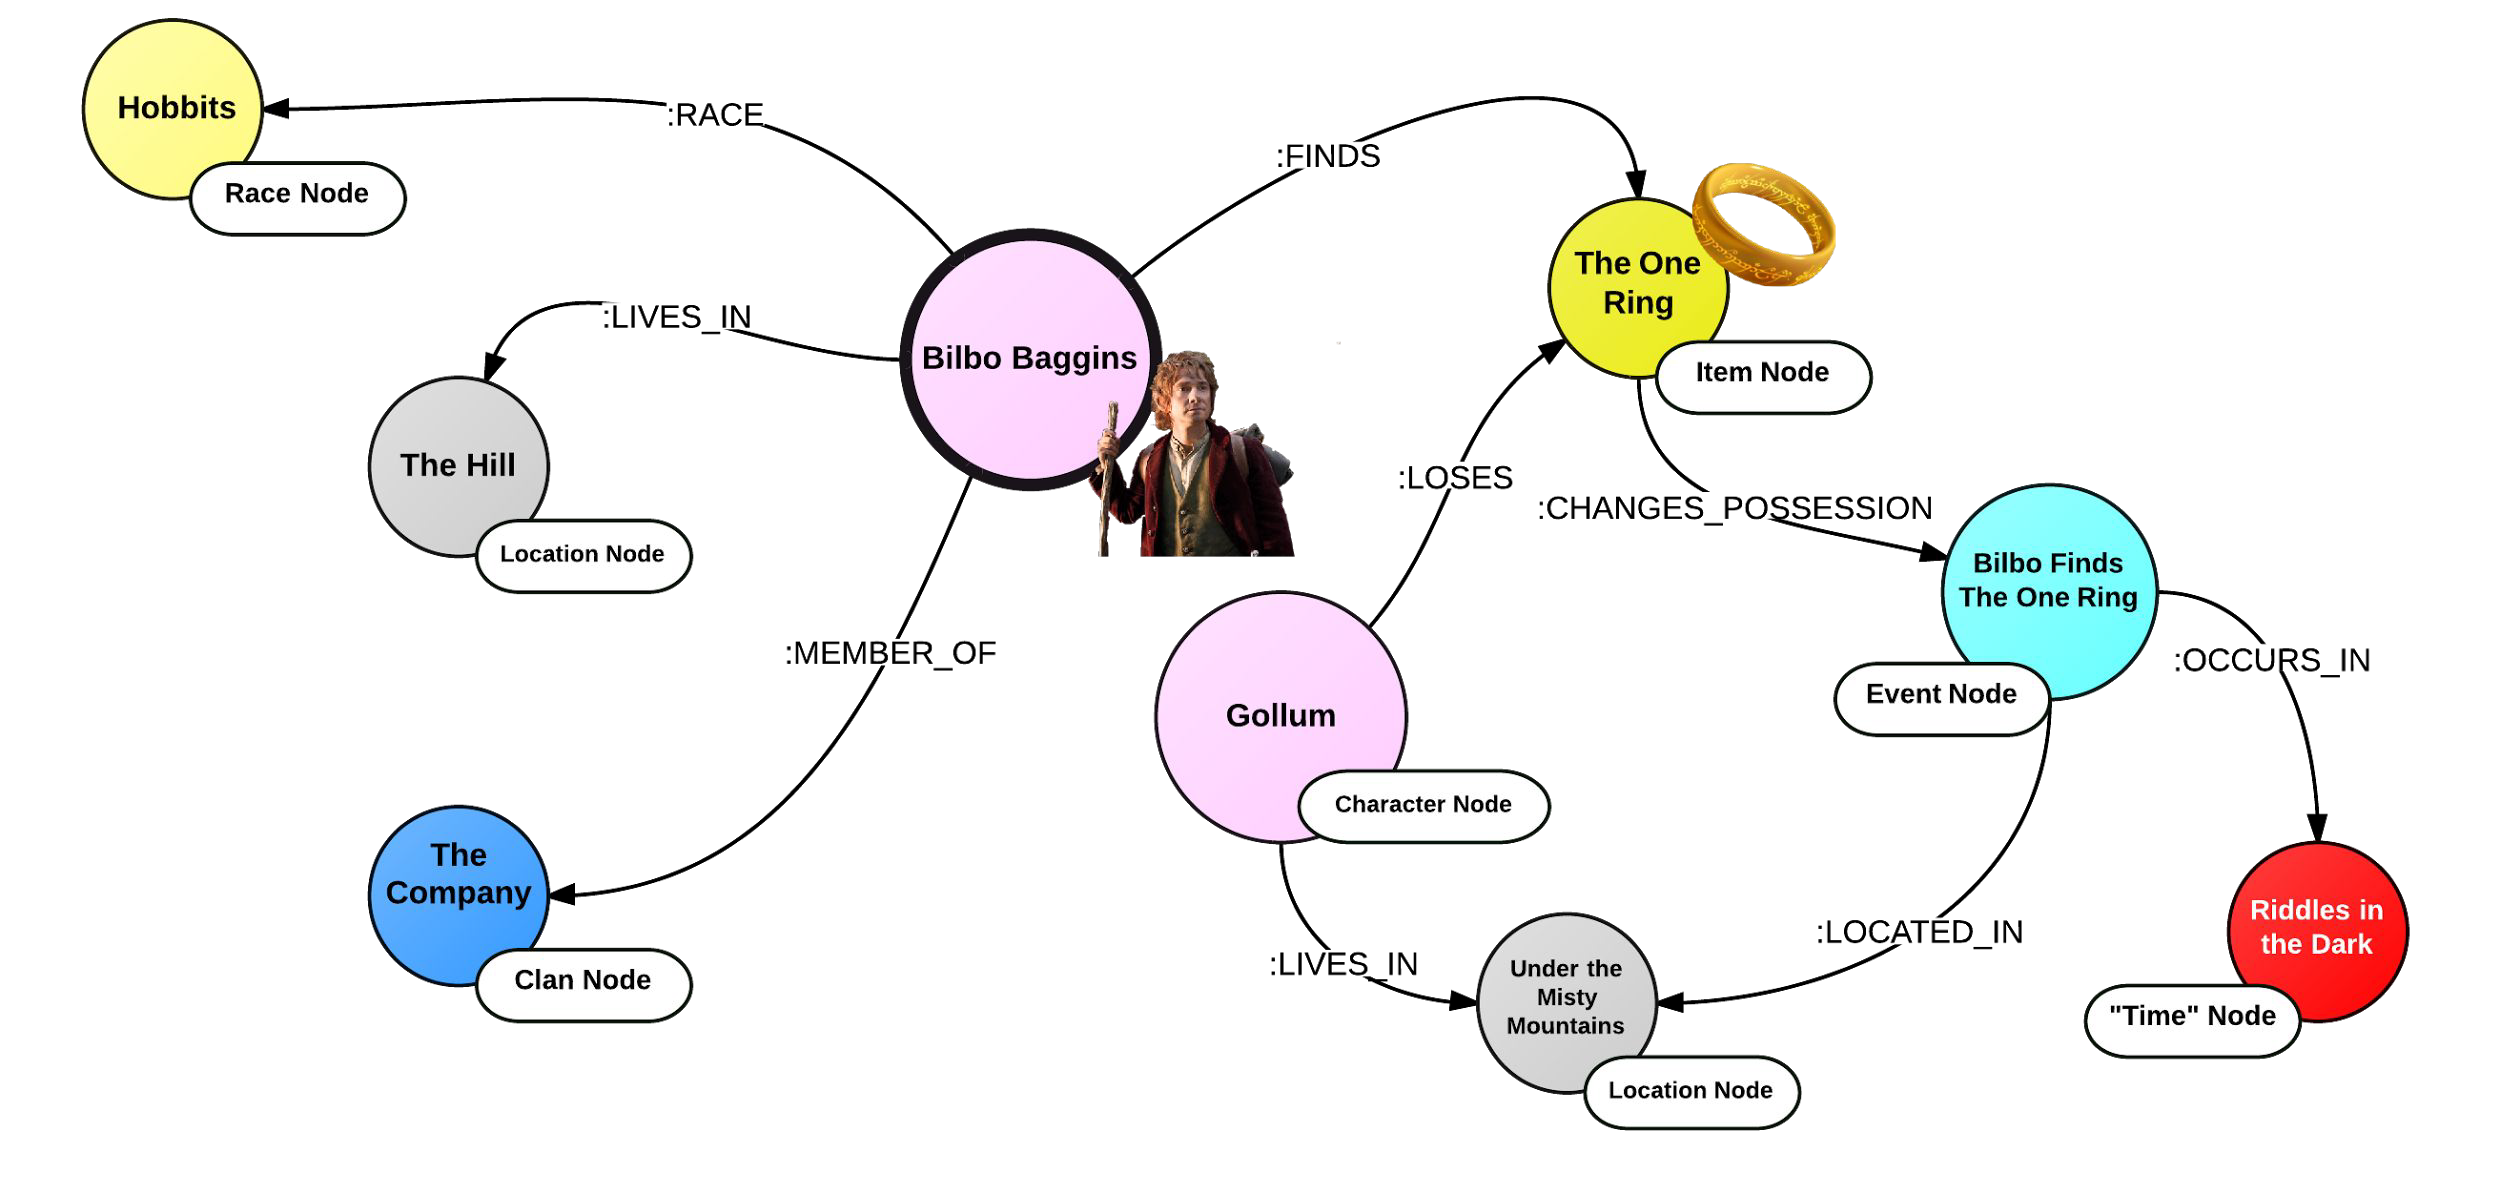 Hobbits
Race Node
:RACE
:FINDS
The One
Ring
Item Node
:LIVES_IN
Bilbo Baggins
The Hill
Location Node
:LOSES
:CHANGES_POSSESSION
Bilbo Finds
The One Ring
Event Node
:OCCURS_IN
:MEMBER_OF
Gollum
Character Node
The
Company
Clan Node
:LIVES_IN
Under the
Misty
Mountains
Location Node
:LOCATED_IN
Riddles in
the Dark
"Time" Node